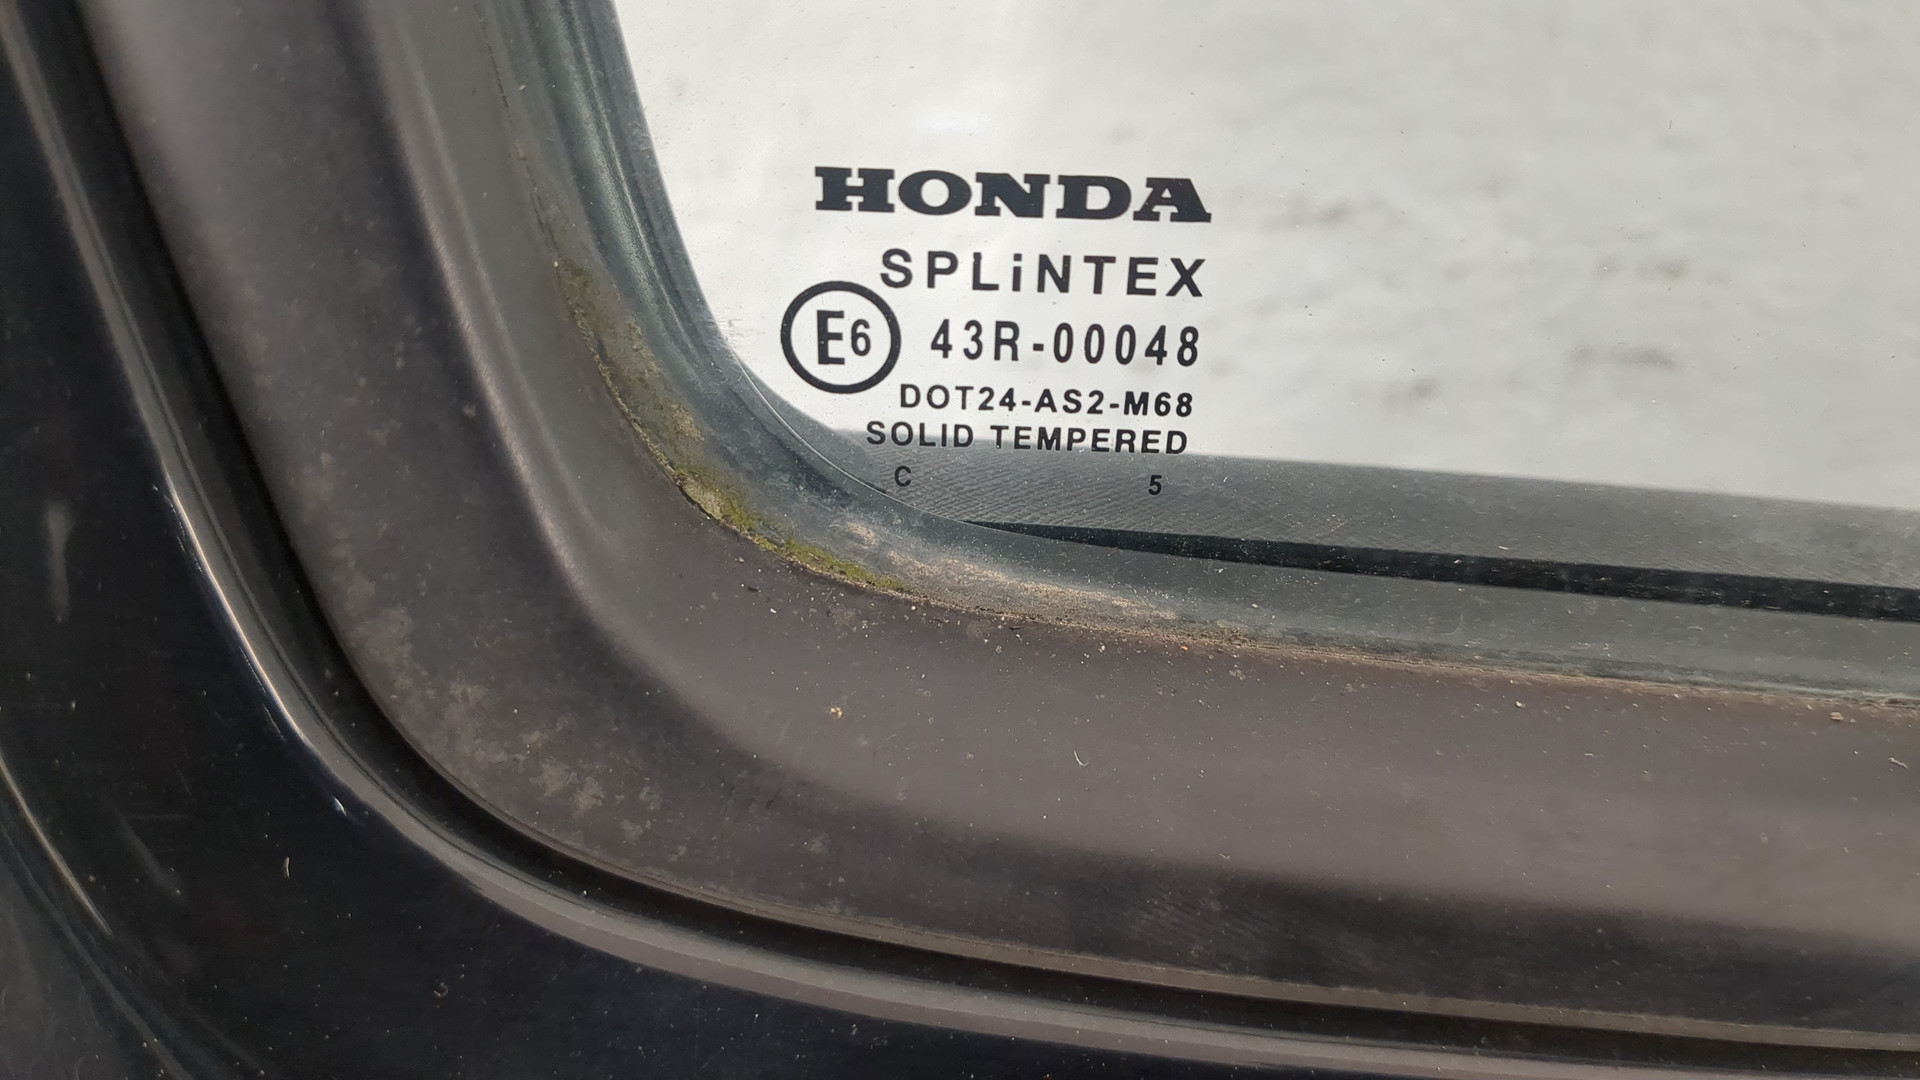 HONDA
SPLiNTEX
E6 43R-00048
DOT24-AS2-M68
SOLID TEMPERED
C 5